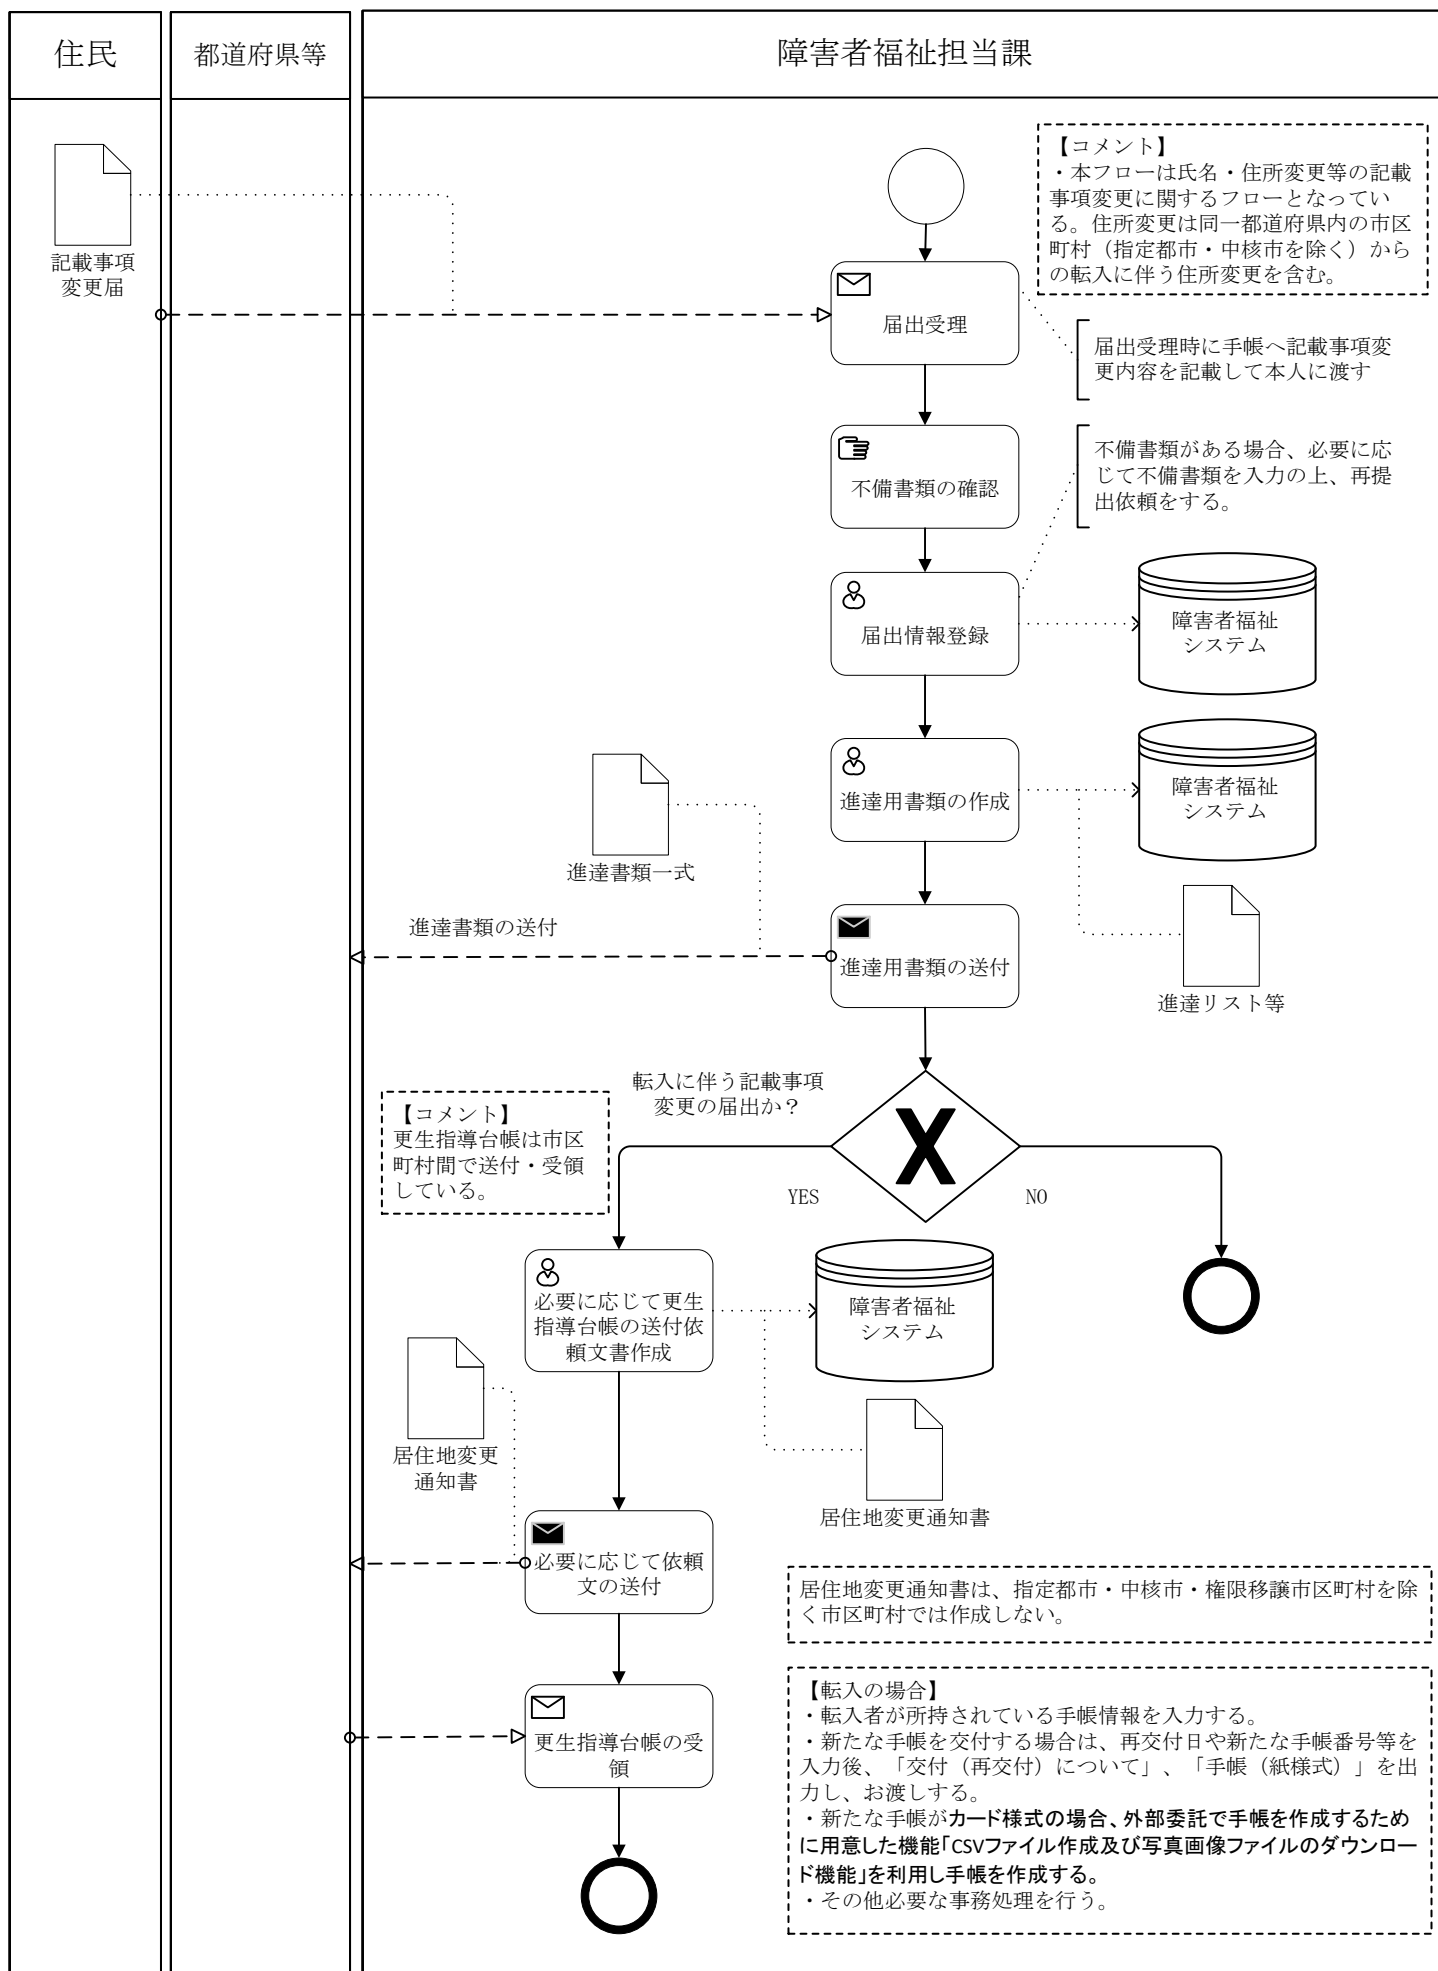 住民
都道府県等
障害者福祉担当課
【コメント】
・本フローは氏名・住所変更等の記載
事項変更に関するフローとなってい
る。住所変更は同一都道府県内の市区
町村（指定都市・中核市を除く）から
の転入に伴う住所変更を含む。
記載事項
変更届
届出受理
届出受理時に手帳へ記載事項変
更内容を記載して本人に渡す
不備書類の確認
不備書類がある場合、必要に応
じて不備書類を入力の上、再提
出依頼をする。
届出情報登録
障害者福祉
システム
進達用書類の作成
障害者福祉
システム
進達書類一式
進達書類の送付
進達用書類の送付
進達リスト等
転入に伴う記載事項
変更の届出か？
【コメント】
更生指導台帳は市区
町村間で送付・受領
している。
X
YES
NO
必要に応じて更生
指導台帳の送付依
頼文書作成
障害者福祉
システム
居住地変更
通知書
居住地変更通知書
必要に応じて依頼
文の送付
居住地変更通知書は、指定都市・中核市・権限移譲市区町村を除
く市区町村では作成しない。
更生指導台帳の受
領
【転入の場合】
・転入者が所持されている手帳情報を入力する。
・新たな手帳を交付する場合は、再交付日や新たな手帳番号等を
入力後、「交付（再交付）について」、「手帳（紙様式）」を出
力し、お渡しする。
・新たな手帳がカード様式の場合、外部委託で手帳を作成するため
に用意した機能「CSVファイル作成及び写真画像ファイルのダウンロー
ド機能」を利用し手帳を作成する。
・その他必要な事務処理を行う。